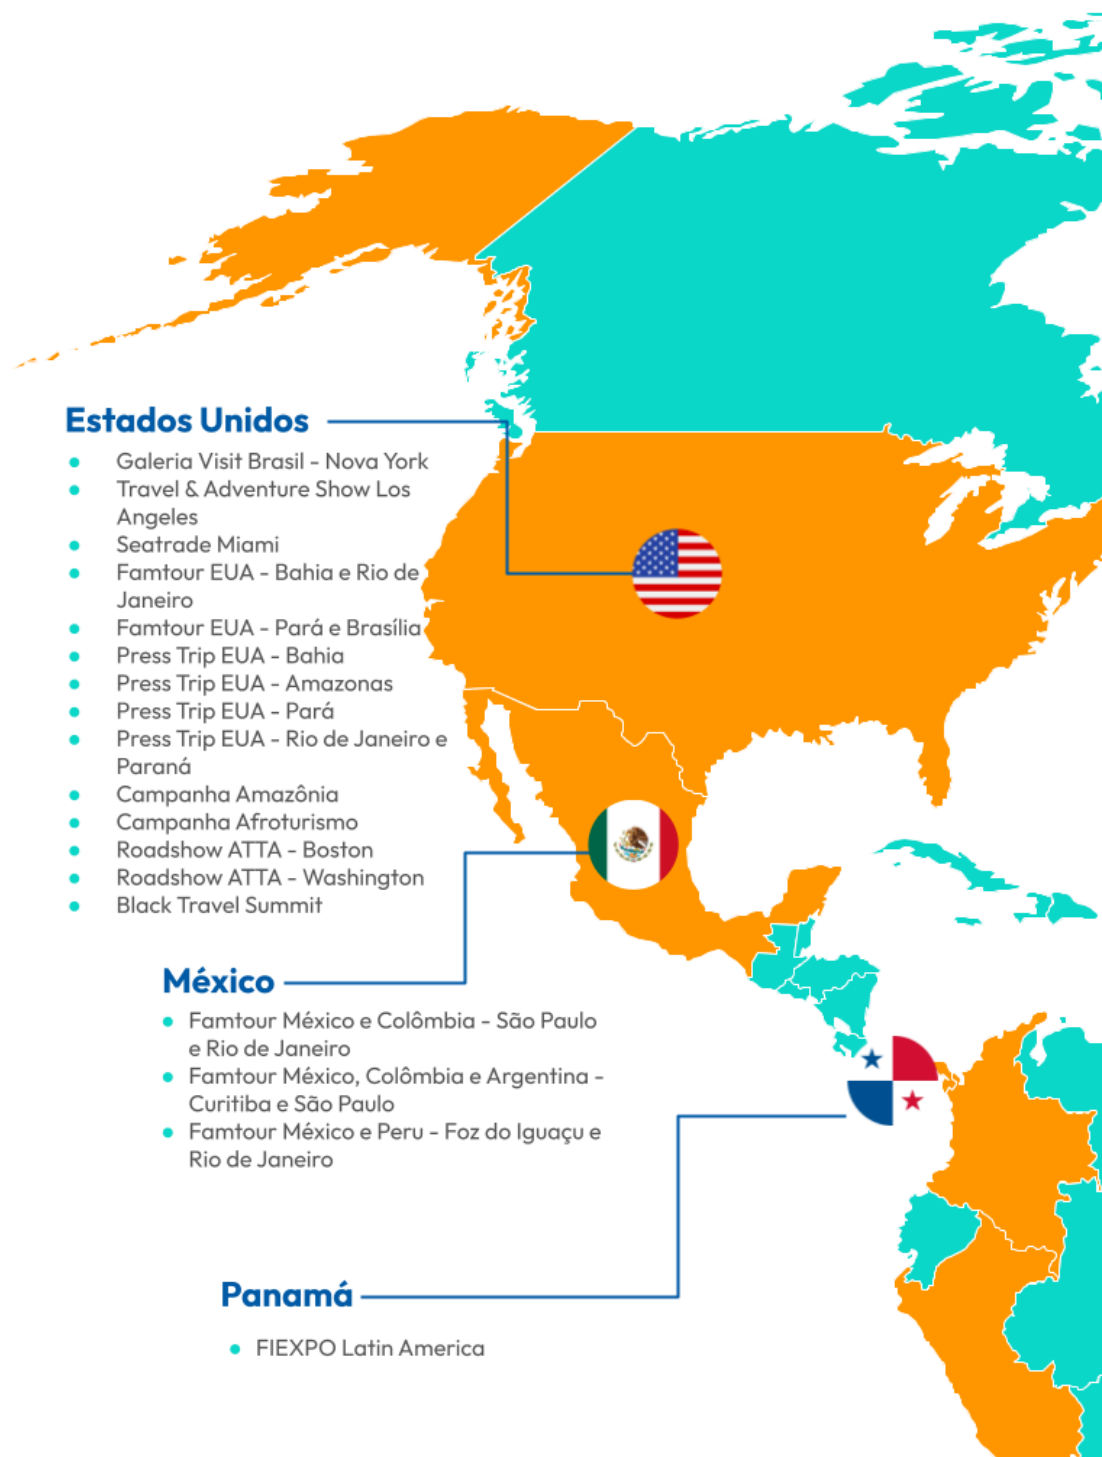 Estados Unidos
● Galeria Visit Brasil - Nova York
● Travel & Adventure Show Los
Angeles
● Seatrade Miami
● Famtour EUA - Bahia e Rio de
Janeiro
● Famtour EUA - Pará e Brasília
● Press Trip EUA - Bahia
● Press Trip EUA - Amazonas
● Press Trip EUA - Pará
● Press Trip EUA - Rio de Janeiro e
Paraná
● Campanha Amazônia
● Campanha Afroturismo
● Roadshow ATTA - Boston
● Roadshow ATTA - Washington
● Black Travel Summit
México
● Famtour México e Colômbia - São Paulo
e Rio de Janeiro
● Famtour México, Colômbia e Argentina -
Curitiba e São Paulo
● Famtour México e Peru - Foz do Iguaçu e
Rio de Janeiro
Panamá
● FIEXPO Latin America